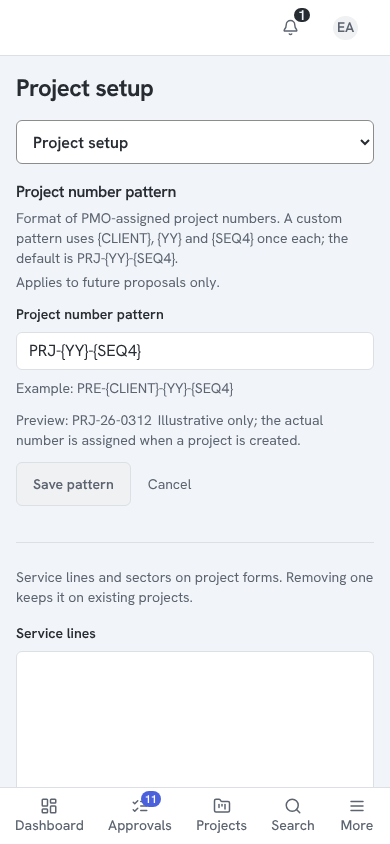 1
EA
Project setup
Project setup
Project number pattern
Format of PMO-assigned project numbers. A custom
pattern uses {CLIENT}, {YY} and {SEQ4} once each; the
default is PRJ-{YY}-{SEQ4}.
Applies to future proposals only.
Project number pattern
PRJ-{YY}-{SEQ4}
Example: PRE-{CLIENT}-{YY}-{SEQ4}
Preview: PRJ-26-0312 Illustrative only; the actual
number is assigned when a project is created.
Save pattern Cancel
Service lines and sectors on project forms. Removing one
keeps it on existing projects.
Service lines
11
Dashboard Approvals Projects Search More